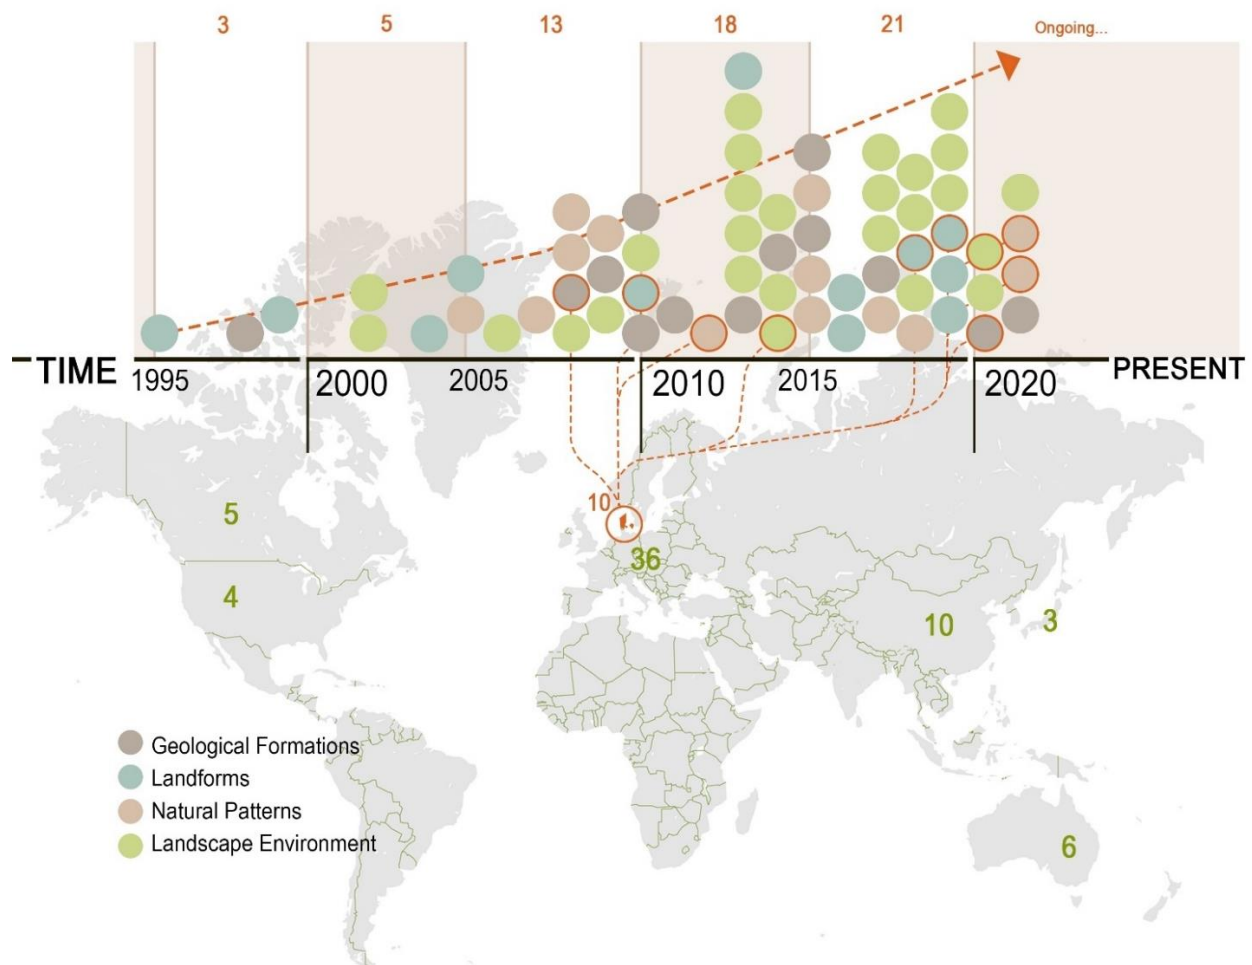 3 5 13 18 21 Ongoing...
TIME 1995 2000 2005 2010 2015 2020 PRESENT
10
5
36
4
10
3
Geological Formations
Landforms
Natural Patterns
Landscape Environment
6